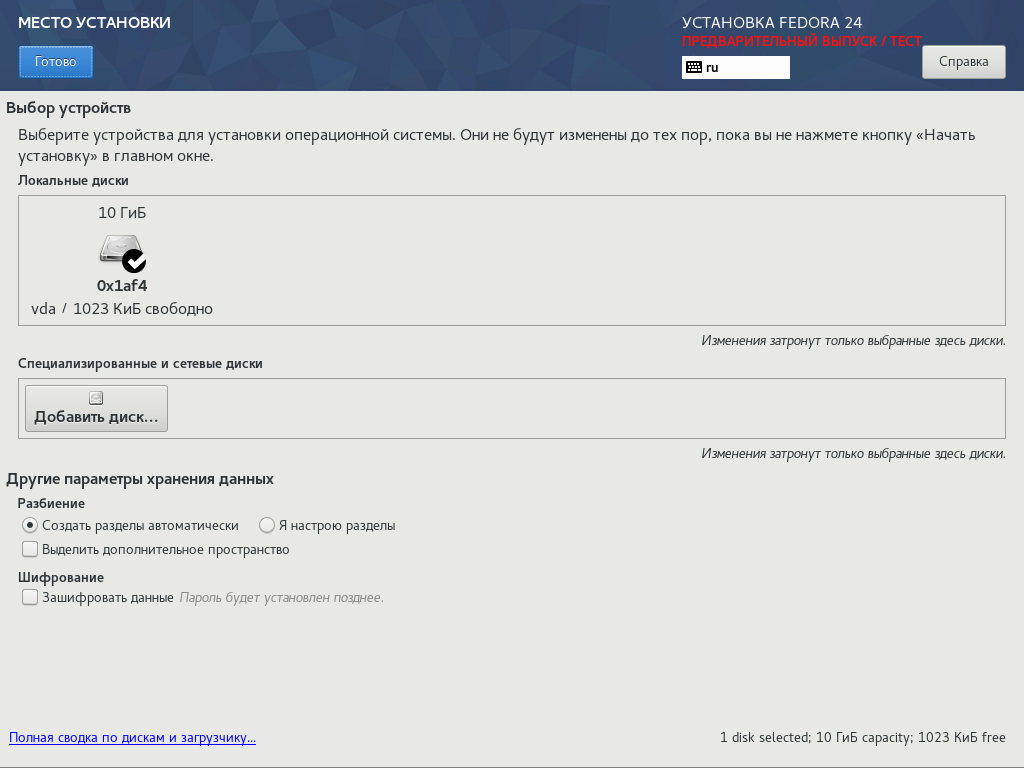 МЕСТО УСТАНОВКИ
УСТАНОВКА FEDORA 24
ПРЕДВАРИТЕЛЬНЫЙ ВЫПУСК / ТЕСТ
Готово
ru
Справка
Выбор устройств
Выберите устройства для установки операционной системы. Они не будут изменены до тех пор, пока вы не нажмете кнопку «Начать
установку» в главном окне.
Локальные диски
10 ГиБ
0x1af4
vda / 1023 КиБ свободно
Изменения затронут только выбранные здесь диски.
Специализированные и сетевые диски
Добавить диск...
Изменения затронут только выбранные здесь диски.
Другие параметры хранения данных
Разбиение
Создать разделы автоматически Я настрою разделы
Выделить дополнительное пространство
Шифрование
Зашифровать данные Пароль будет установлен позднее.
Полная сводка по дискам и загрузчику...
1 disk selected; 10 ГиБ capacity; 1023 КиБ free